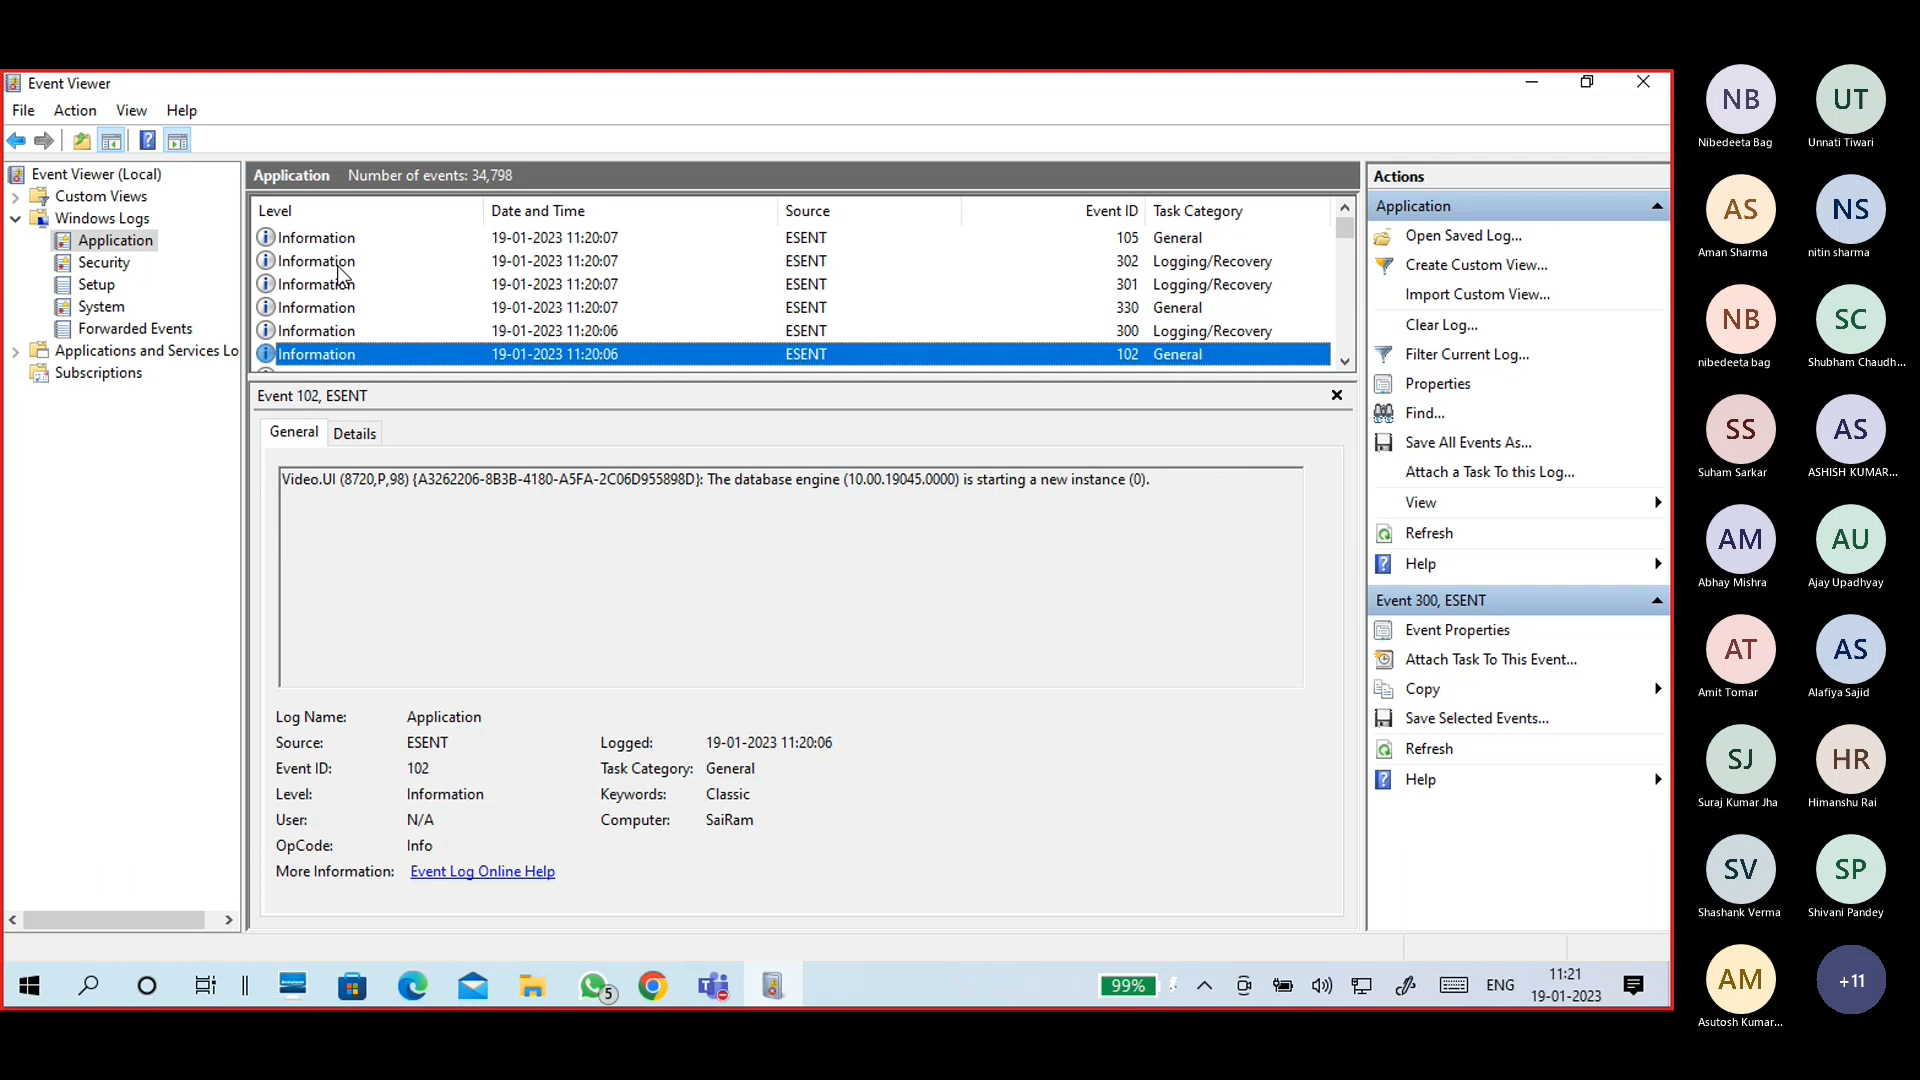 Event Viewer
File Action View Help
Event Viewer (Local)
Custom Views
Windows Logs
Application
Security
Setup
System
Forwarded Events
Applications and Services Lo
Subscriptions
Application Number of events: 34,798
Level Date and Time Source Event ID Task Category
Information 19-01-2023 11:20:07 ESENT 105 General
Information 19-01-2023 11:20:07 ESENT 302 Logging/Recovery
Information 19-01-2023 11:20:07 ESENT 301 Logging/Recovery
Information 19-01-2023 11:20:07 ESENT 330 General
Information 19-01-2023 11:20:06 ESENT 300 Logging/Recovery
Information 19-01-2023 11:20:06 ESENT 102 General
Event 102, ESENT
General Details
Video.UI (8720,P,98) {A3262206-8B3B-4180-A5FA-2C06D955898D}: The database engine (10.00.19045.0000) is starting a new instance (0).
Log Name: Application
Source: ESENT Logged: 19-01-2023 11:20:06
Event ID: 102 Task Category: General
Level: Information Keywords: Classic
User: N/A Computer: SaiRam
OpCode: Info
More Information: Event Log Online Help
Actions
Application
Open Saved Log...
Create Custom View...
Import Custom View...
Clear Log...
Filter Current Log...
Properties
Find...
Save All Events As...
Attach a Task To this Log...
View
Refresh
Help
Event 300, ESENT
Event Properties
Attach Task To This Event...
Copy
Save Selected Events...
Refresh
Help
5
99%
ENG
11:21
19-01-2023
NB UT
Nibedeeta Bag Unnati Tiwari
AS NS
Aman Sharma nitin sharma
NB SC
nibedeeta bag Shubham Chaudh...
SS AS
Suham Sarkar ASHISH KUMAR...
AM AU
Abhay Mishra Ajay Upadhyay
AT AS
Amit Tomar Alafiya Sajid
SJ HR
Suraj Kumar Jha Himanshu Rai
SV SP
Shashank Verma Shivani Pandey
AM +11
Asutosh Kumar...